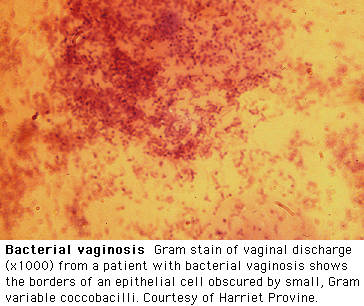 Bacterial vaginosis Gram stain of vaginal discharge
(x1000) from a patient with bacterial vaginosis shows
the borders of an epithelial cell obscured by small, Gram
variable coccobacilli. Courtesy of Harriet Provine.